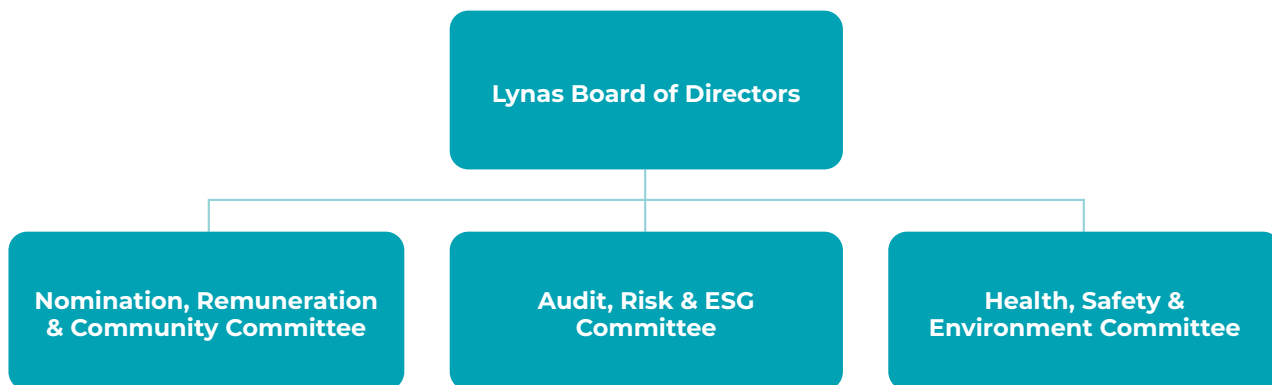 Lynas Board of Directors
Nomination, Remuneration
& Community Committee
Audit, Risk & ESG
Committee
Health, Safety &
Environment Committee